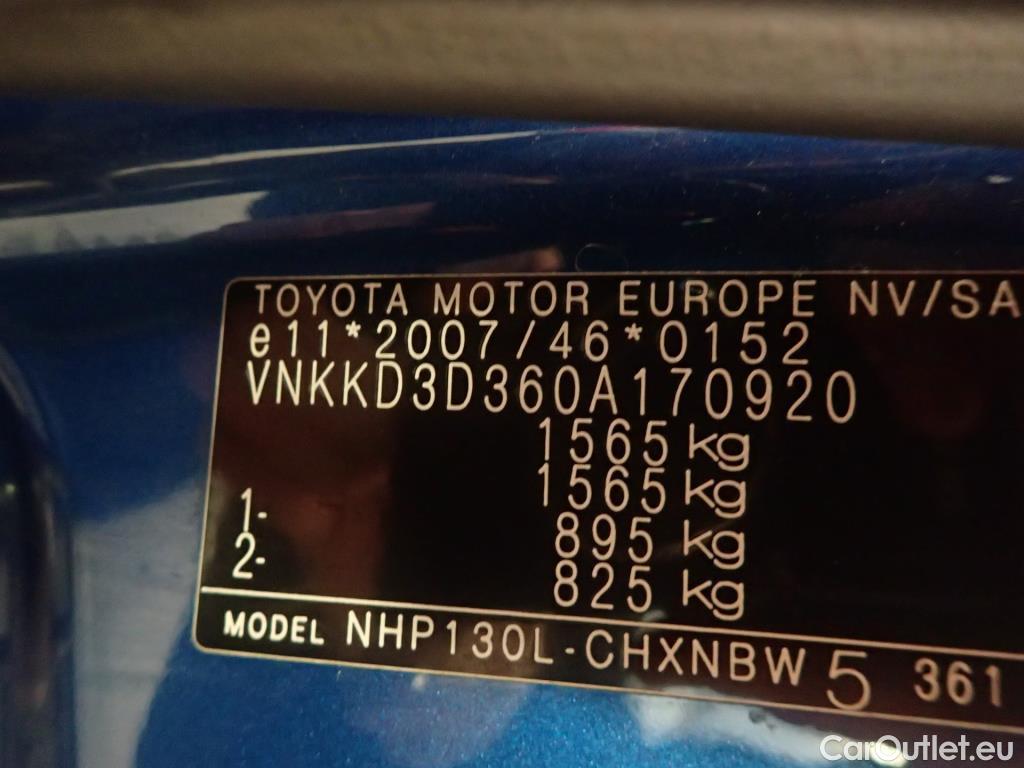 TOYOTA MOTOR EUROPE NV/SA
e11*2007/46*0152
VNKKD3D360A170920
1565 kg
1565 kg
1- 895 kg
2- 825 kg
MODEL NHP130L-CHXNBW 5 361
CarOutlet.eu